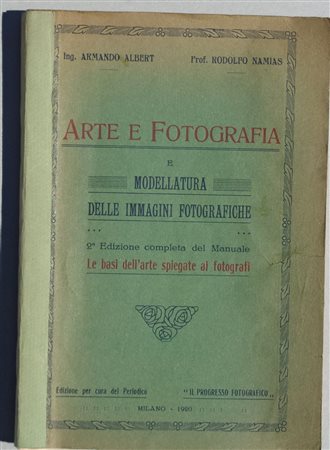 Ing. ARMANDO ALBERT Prof. RODOLFO NAMIAS
ARTE E FOTOGRAFIA
E
MODELLATURA
DELLE IMMAGINI FOTOGRAFICHE
2ª Edizione completa del Manuale
Le basi dell'arte spiegate ai fotografi
Edizione per cura del Periodico "IL PROGRESSO FOTOGRAFICO„
MILANO - 1920